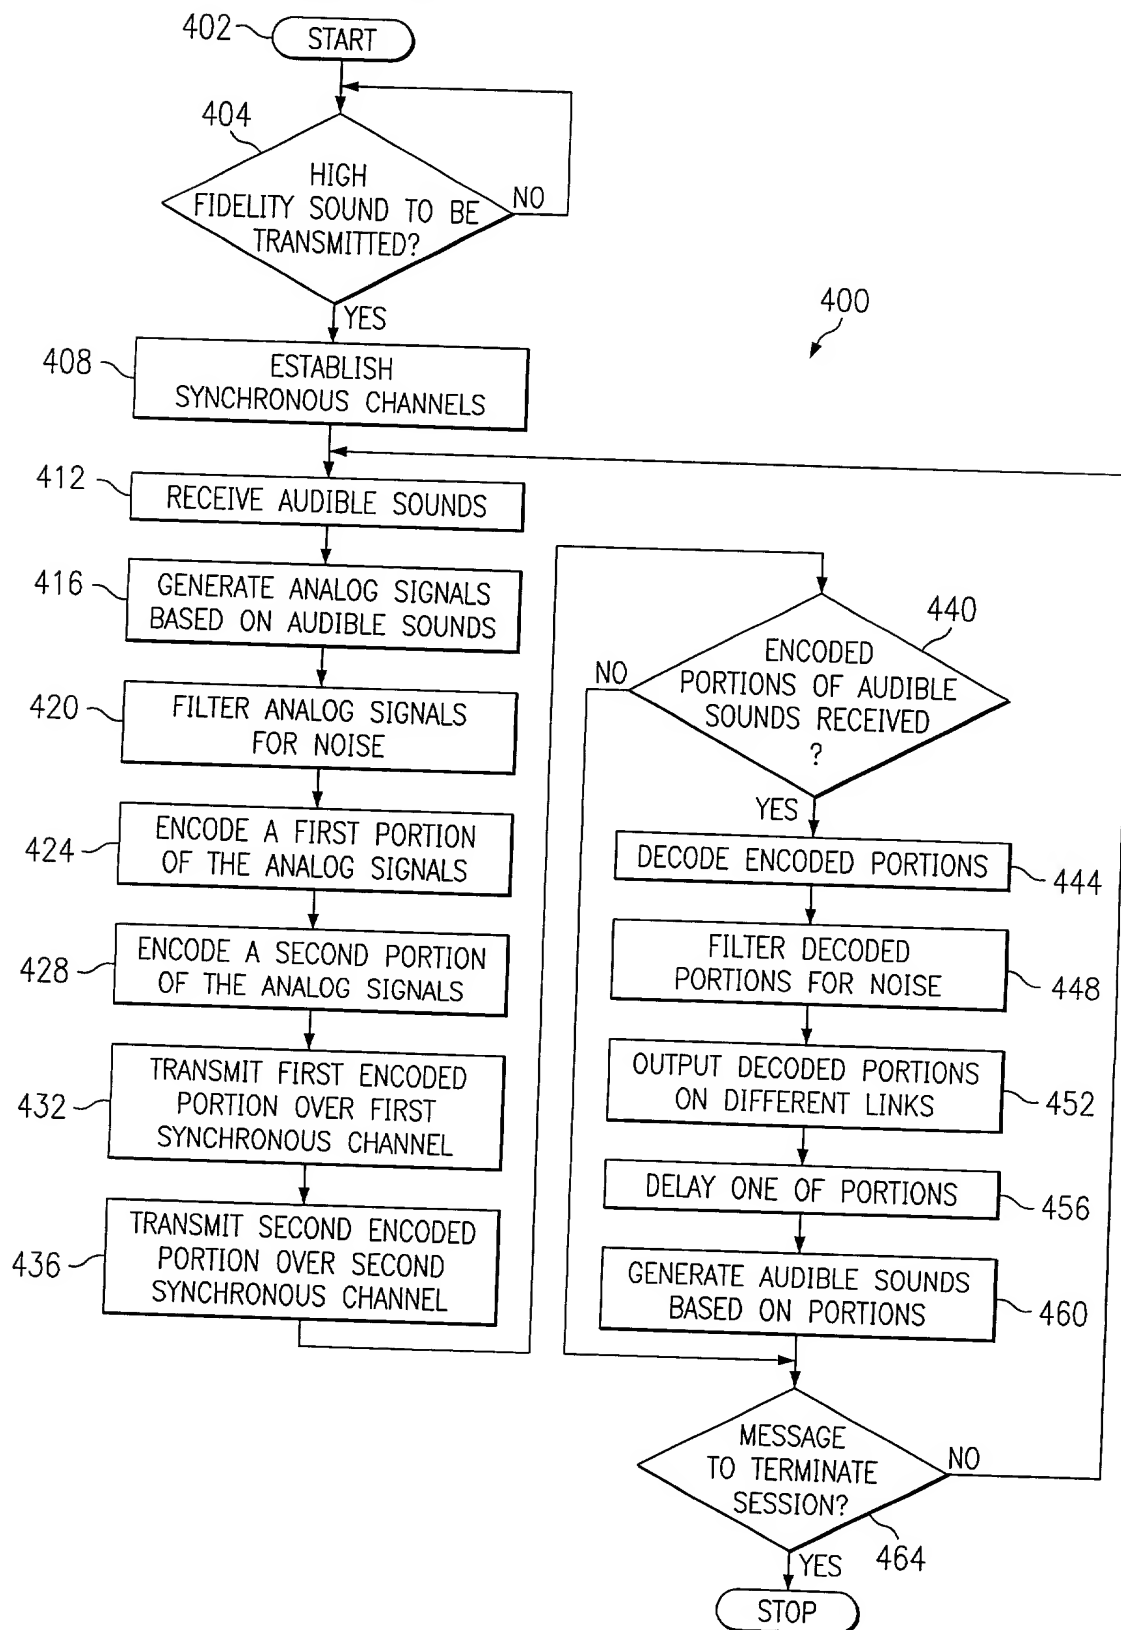 402
START
404
HIGH
FIDELITY SOUND TO BE
TRANSMITTED?
NO
YES
400
408
ESTABLISH
SYNCHRONOUS CHANNELS
412
RECEIVE AUDIBLE SOUNDS
416
GENERATE ANALOG SIGNALS
BASED ON AUDIBLE SOUNDS
420
FILTER ANALOG SIGNALS
FOR NOISE
424
ENCODE A FIRST PORTION
OF THE ANALOG SIGNALS
428
ENCODE A SECOND PORTION
OF THE ANALOG SIGNALS
432
TRANSMIT FIRST ENCODED
PORTION OVER FIRST
SYNCHRONOUS CHANNEL
436
TRANSMIT SECOND ENCODED
PORTION OVER SECOND
SYNCHRONOUS CHANNEL
440
ENCODED
PORTIONS OF AUDIBLE
SOUNDS RECEIVED
?
NO
YES
DECODE ENCODED PORTIONS
444
FILTER DECODED
PORTIONS FOR NOISE
448
OUTPUT DECODED PORTIONS
ON DIFFERENT LINKS
452
DELAY ONE OF PORTIONS
456
GENERATE AUDIBLE SOUNDS
BASED ON PORTIONS
460
MESSAGE
TO TERMINATE
SESSION?
NO
464
YES
STOP